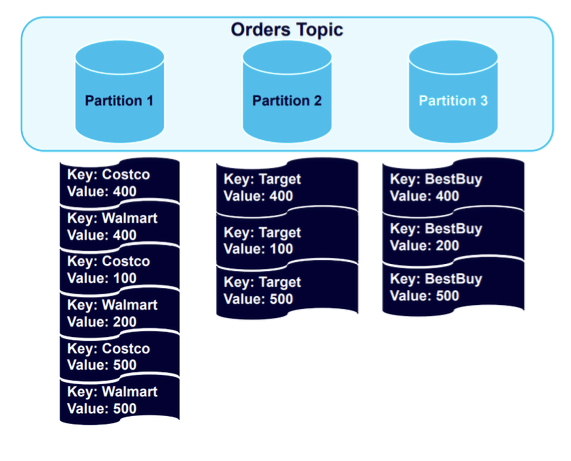 Orders Topic
Partition 1
Partition 2
Partition 3
Key: Costco
Value: 400
Key: Walmart
Value: 400
Key: Costco
Value: 100
Key: Walmart
Value: 200
Key: Costco
Value: 500
Key: Walmart
Value: 500
Key: Target
Value: 400
Key: Target
Value: 100
Key: Target
Value: 500
Key: BestBuy
Value: 400
Key: BestBuy
Value: 200
Key: BestBuy
Value: 500